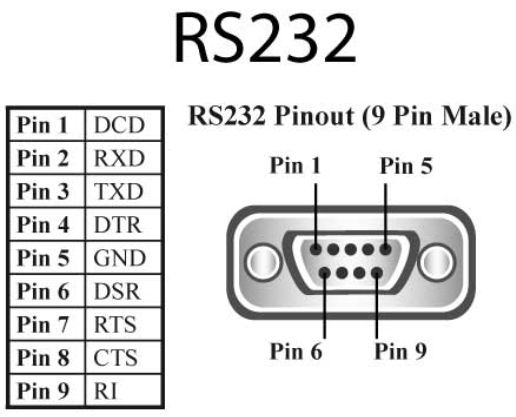 RS232
Pin 1 DCD
Pin 2 RXD
Pin 3 TXD
Pin 4 DTR
Pin 5 GND
Pin 6 DSR
Pin 7 RTS
Pin 8 CTS
Pin 9 RI
RS232 Pinout (9 Pin Male)
Pin 1 Pin 5
Pin 6 Pin 9